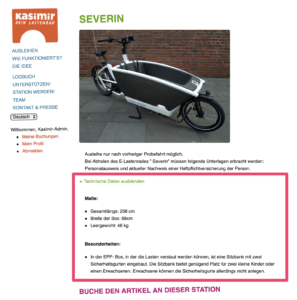 kasimir
DEIN LASTENRAD
SEVERIN
AUSLEIHEN
WIE FUNKTIONIERT'S?
DIE IDEE
LOGBUCH
UNTERSTÜTZEN!
STATION WERDEN!
TEAM
KONTAKT & PRESSE
Deutsch
Willkommen, Kasimir-Admin.
Meine Buchungen
Mein Profil
Abmelden
Ausleihe nur nach vorheriger Probefahrt möglich.
Bei Abholen des E-Lastenrades " Severin" müssen folgende Unterlagen erbracht werden:
Personalausweis und aktueller Nachweis einer Haftpflichtversicherung der Person.
Technische Daten ausblenden
Maße:
Gesamtlänge: 258 cm
Breite der Box: 68cm
Leergewicht: 46 kg
Besonderheiten:
In der EPP- Box, in der die Lasten verstaut werden können, ist eine Sitzbank mit zwei
Sicherheitsgurten eingebaut. Die Sitzbank bietet genügend Platz für zwei kleine Kinder oder
einen Erwachsenen. Erwachsene können die Sicherheitsgurte allerdings nicht anlegen.
BUCHE DEN ARTIKEL AN DIESER STATION